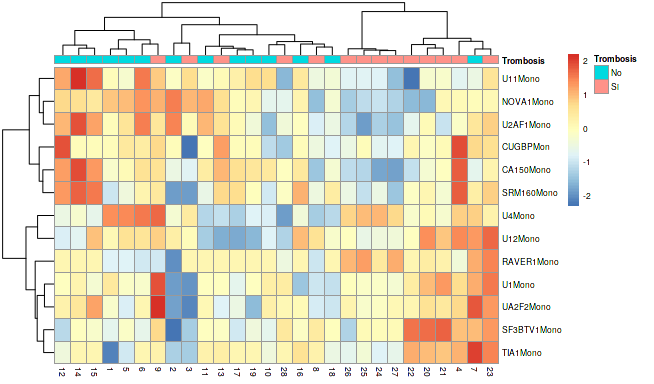 Trombosis
Trombosis
No
SI
2
1
0
-1
-2
U11Mono
NOVA1Mono
U2AF1Mono
CUGBPMon
CA150Mono
SRM160Mono
U4Mono
U12Mono
RAVER1Mono
U1Mono
UA2F2Mono
SF3BTV1Mono
TIA1Mono
12 14 15 1 5 6 9 2 3 11 13 17 19 10 28 16 8 18 26 25 24 27 22 20 21 4 7 23